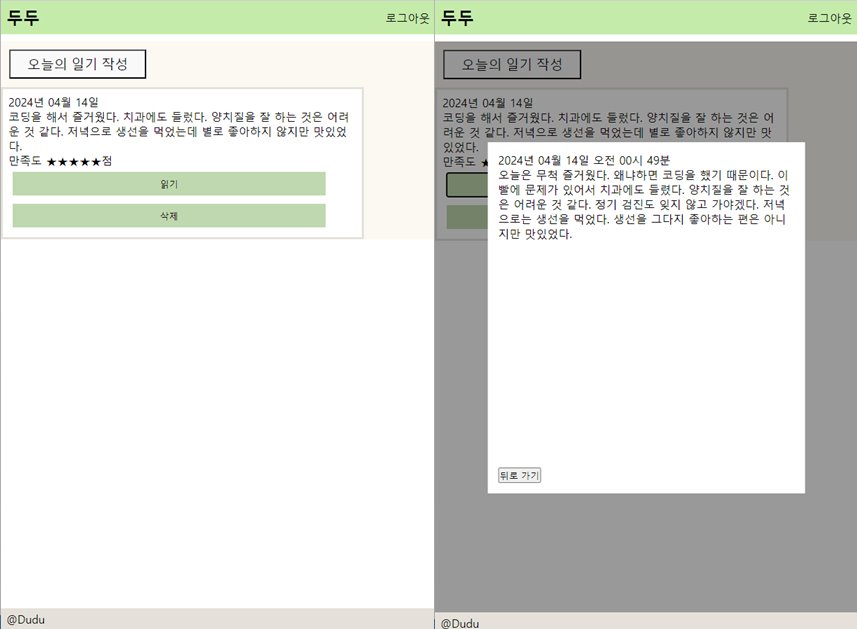 두두
로그아웃
오늘의 일기 작성
2024년 04월 14일
코딩을 해서 즐거웠다. 치과에도 들렀다. 양치질을 잘 하는 것은 어려
운 것 같다. 저녁으로 생선을 먹었는데 별로 좋아하지 않지만 맛있었
다.
만족도 ★★★★★점
읽기
삭제
@Dudu
두두
로그아웃
오늘의 일기 작성
2024년 04월 14일
코딩을 해서 즐거웠다. 치과에도 들렀다. 양치질을 잘 하는 것은 어
려운 것 같다. 저녁으로 생선을 먹었는데 별로 좋아하지 않지만 맛
있었다.
만족도 ★
2024년 04월 14일 오전 00시 49분
오늘은 무척 즐거웠다. 왜냐하면 코딩을 했기 때문이다. 이
빨에 문제가 있어서 치과에도 들렀다. 양치질을 잘 하는 것
은 어려운 것 같다. 정기 검진도 잊지 않고 가야겠다. 저녁
으로는 생선을 먹었다. 생선을 그다지 좋아하는 편은 아니
지만 맛있었다.
뒤로 가기
@Dudu